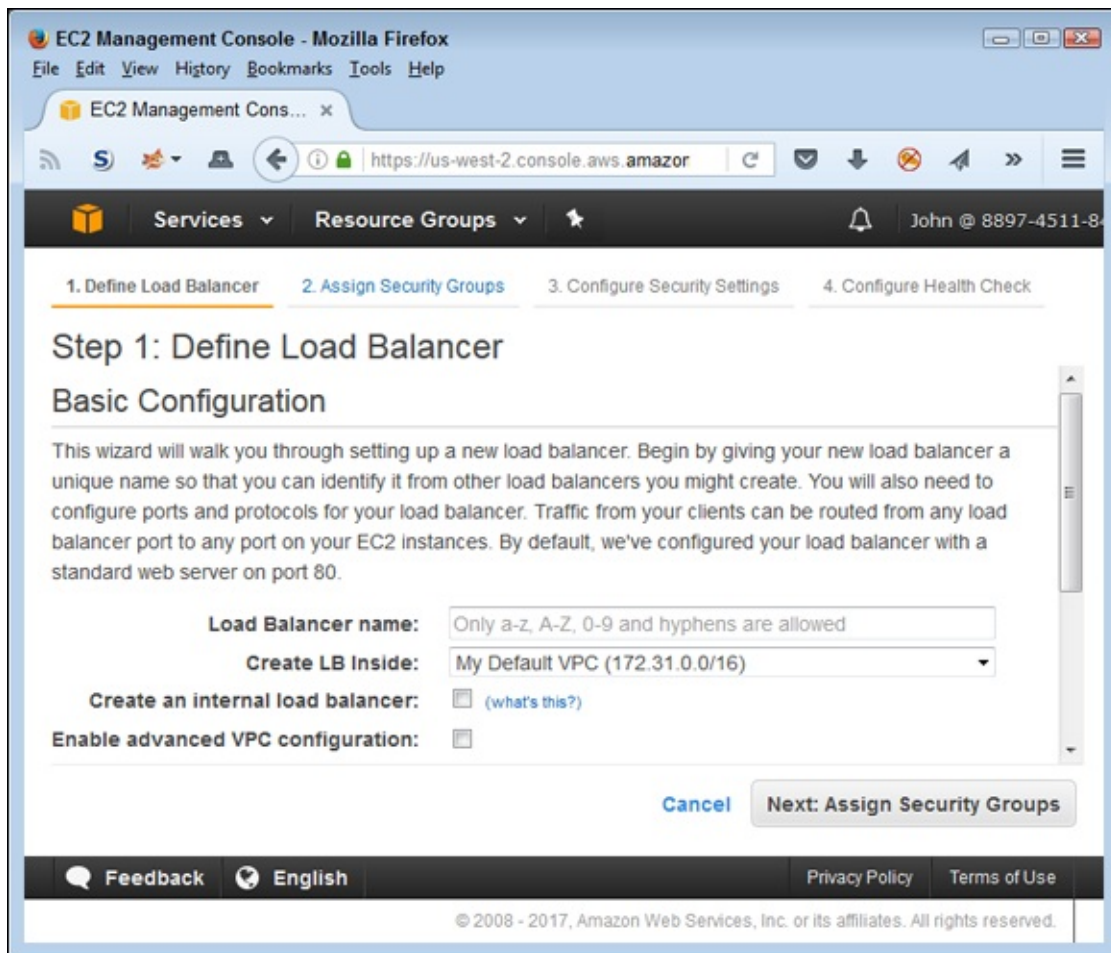 EC2 Management Console - Mozilla Firefox
File Edit View History Bookmarks Tools Help
EC2 Management Cons... ×
https://us-west-2.console.aws.amazor
Services Resource Groups John @ 8897-4511-84
1. Define Load Balancer 2. Assign Security Groups 3. Configure Security Settings 4. Configure Health Check
Step 1: Define Load Balancer
Basic Configuration
This wizard will walk you through setting up a new load balancer. Begin by giving your new load balancer a
unique name so that you can identify it from other load balancers you might create. You will also need to
configure ports and protocols for your load balancer. Traffic from your clients can be routed from any load
balancer port to any port on your EC2 instances. By default, we've configured your load balancer with a
standard web server on port 80.
Load Balancer name: Only a-z, A-Z, 0-9 and hyphens are allowed
Create LB Inside: My Default VPC (172.31.0.0/16)
Create an internal load balancer: (what's this?)
Enable advanced VPC configuration:
Cancel Next: Assign Security Groups
Feedback English Privacy Policy Terms of Use
© 2008 - 2017, Amazon Web Services, Inc. or its affiliates. All rights reserved.